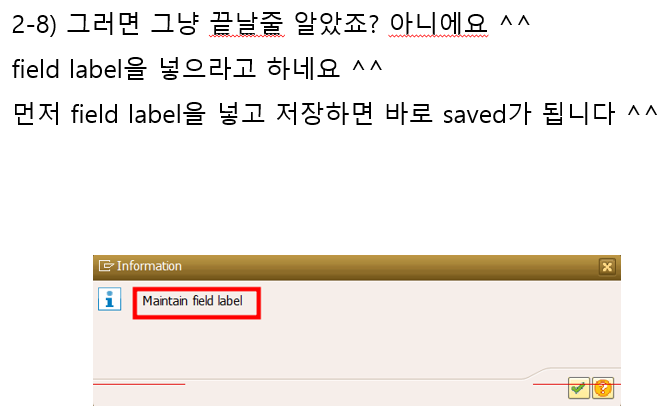 2-8) 그러면 그냥 끝날줄 알았죠? 아니에요 ^^
field label을 넣으라고 하네요 ^^
먼저 field label을 넣고 저장하면 바로 saved가 됩니다 ^^
Information
Maintain field label